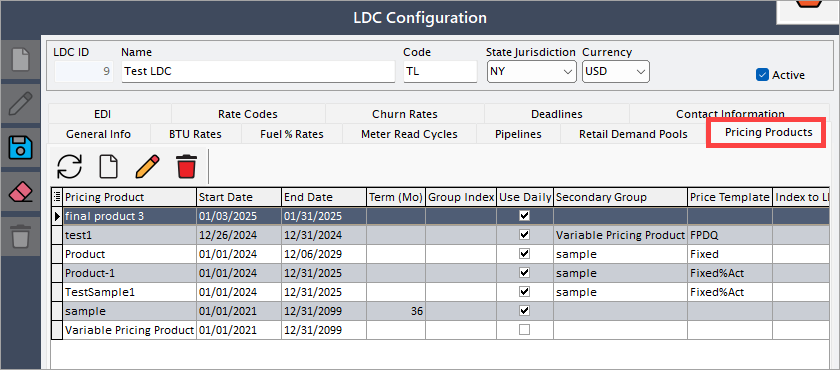 LDC Configuration
LDC ID Name Code State Jurisdiction Currency
9 Test LDC TL NY USD Active
EDI Rate Codes Churn Rates Deadlines Contact Information
General Info BTU Rates Fuel % Rates Meter Read Cycles Pipelines Retail Demand Pools Pricing Products
Pricing Product Start Date End Date Term (Mo) Group Index Use Daily Secondary Group Price Template Index to L
final product 3 01/03/2025 01/31/2025
test1 12/26/2024 12/31/2024 Variable Pricing Product FPDQ
Product 01/01/2024 12/06/2029 sample Fixed
Product-1 01/01/2024 12/31/2025 sample Fixed%Act
TestSample1 01/01/2024 12/31/2025 sample Fixed%Act
sample 01/01/2021 12/31/2099 36
Variable Pricing Product 01/01/2021 12/31/2099